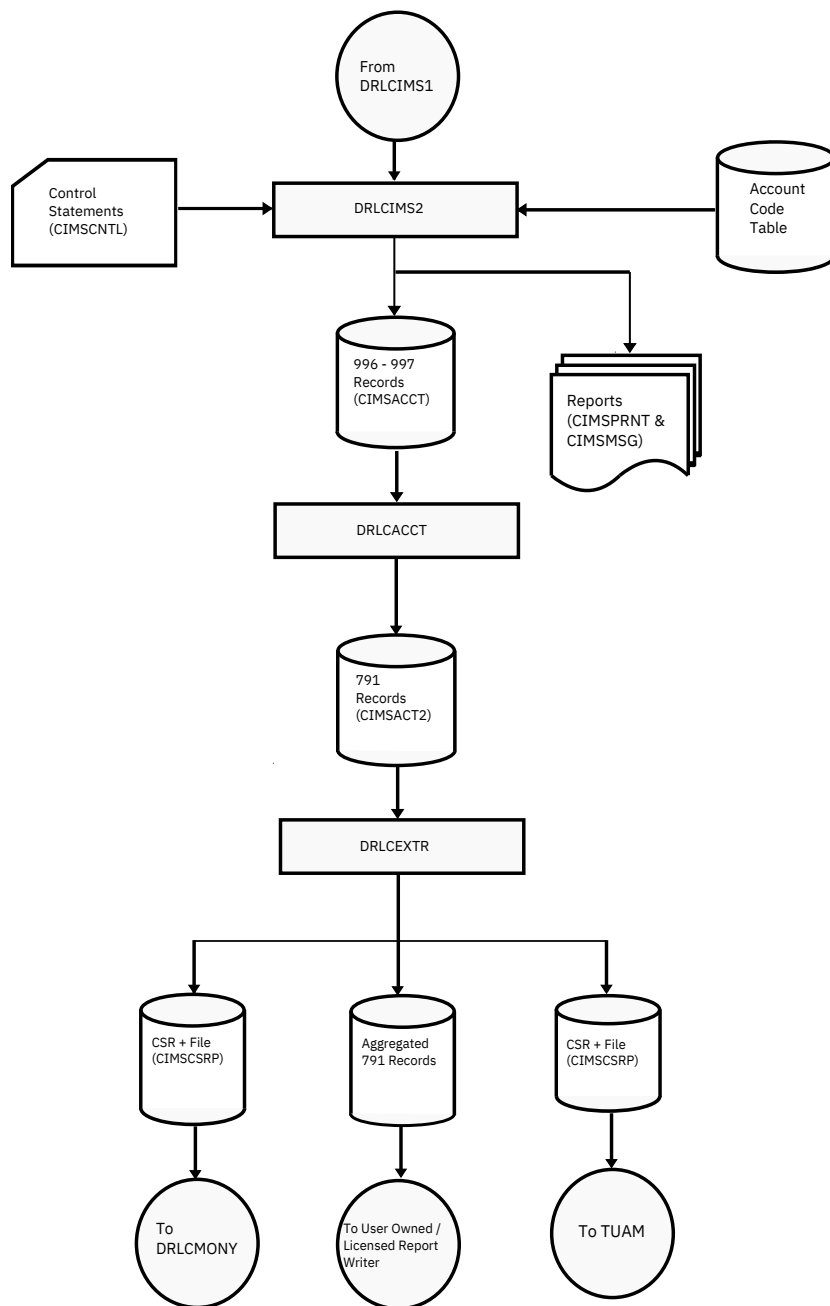 From
DRLCIMS1
Control
Statements
(CIMSCNTL)
DRLCIMS2
Account
Code
Table
996 - 997
Records
(CIMSACCT)
Reports
(CIMSPRNT &
CIMSMSG)
DRLCACCT
791
Records
(CIMSACT2)
DRLCEXTR
CSR + File
(CIMSCSRP)
Aggregated
791 Records
CSR + File
(CIMSCSRP)
To
DRLCMONY
To User Owned /
Licensed Report
Writer
To TUAM